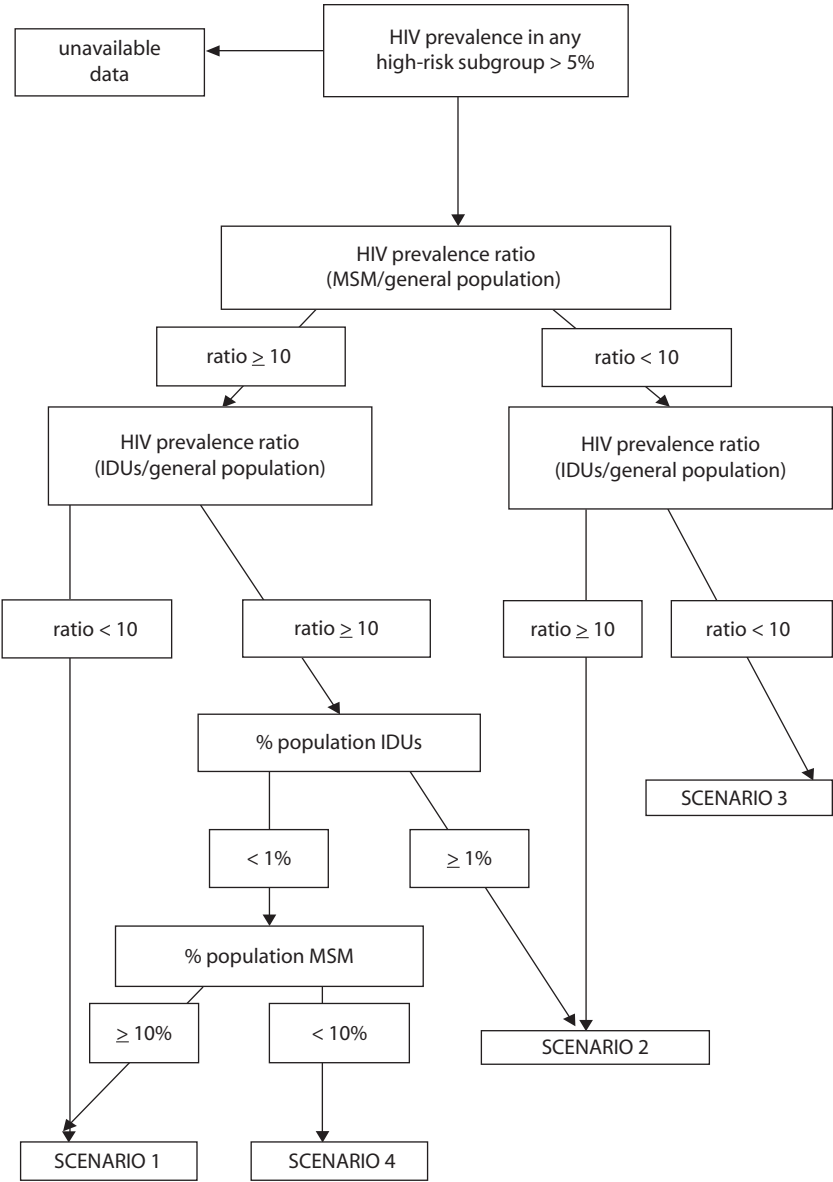 HIV prevalence in any
high-risk subgroup > 5%
unavailable
data
HIV prevalence ratio
(MSM/general population)
ratio ≥ 10
ratio < 10
HIV prevalence ratio
(IDUs/general population)
HIV prevalence ratio
(IDUs/general population)
ratio < 10
ratio ≥ 10
ratio ≥ 10
ratio < 10
% population IDUs
SCENARIO 3
< 1%
≥ 1%
% population MSM
≥ 10%
< 10%
SCENARIO 2
SCENARIO 1
SCENARIO 4